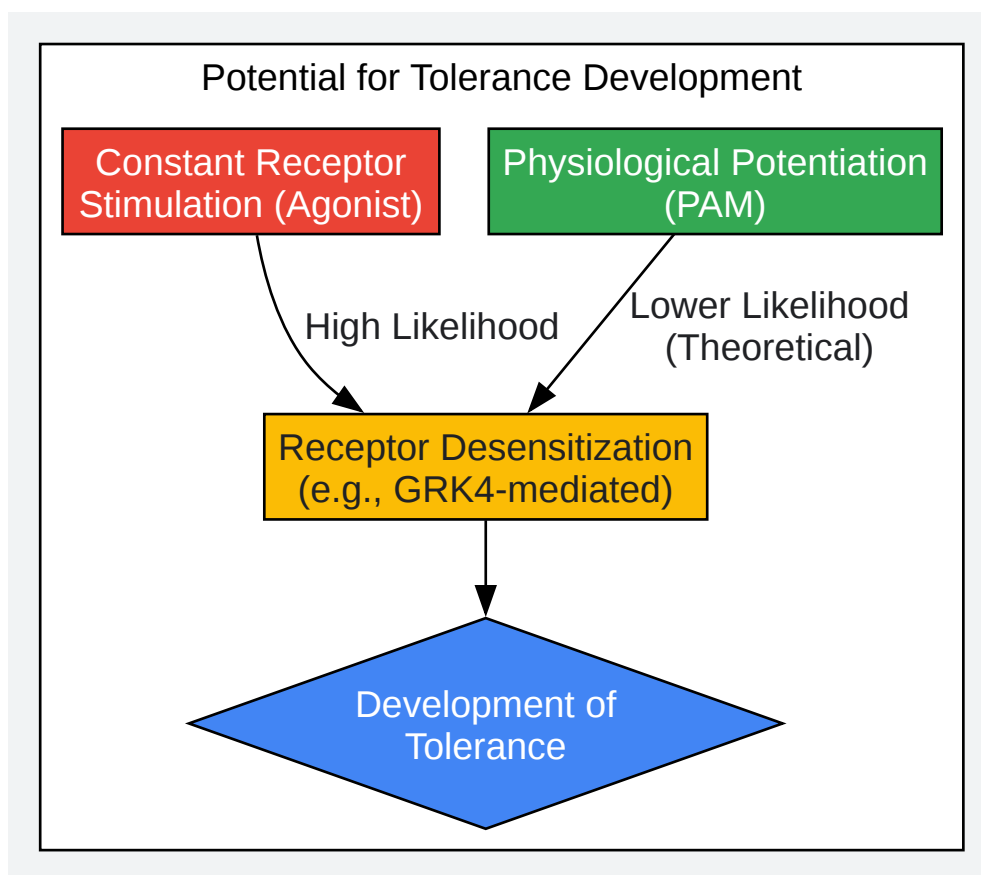 Potential for Tolerance Development
Constant Receptor
Stimulation (Agonist)
Physiological Potentiation
(PAM)
High Likelihood
Lower Likelihood
(Theoretical)
Receptor Desensitization
(e.g., GRK4-mediated)
Development of
Tolerance